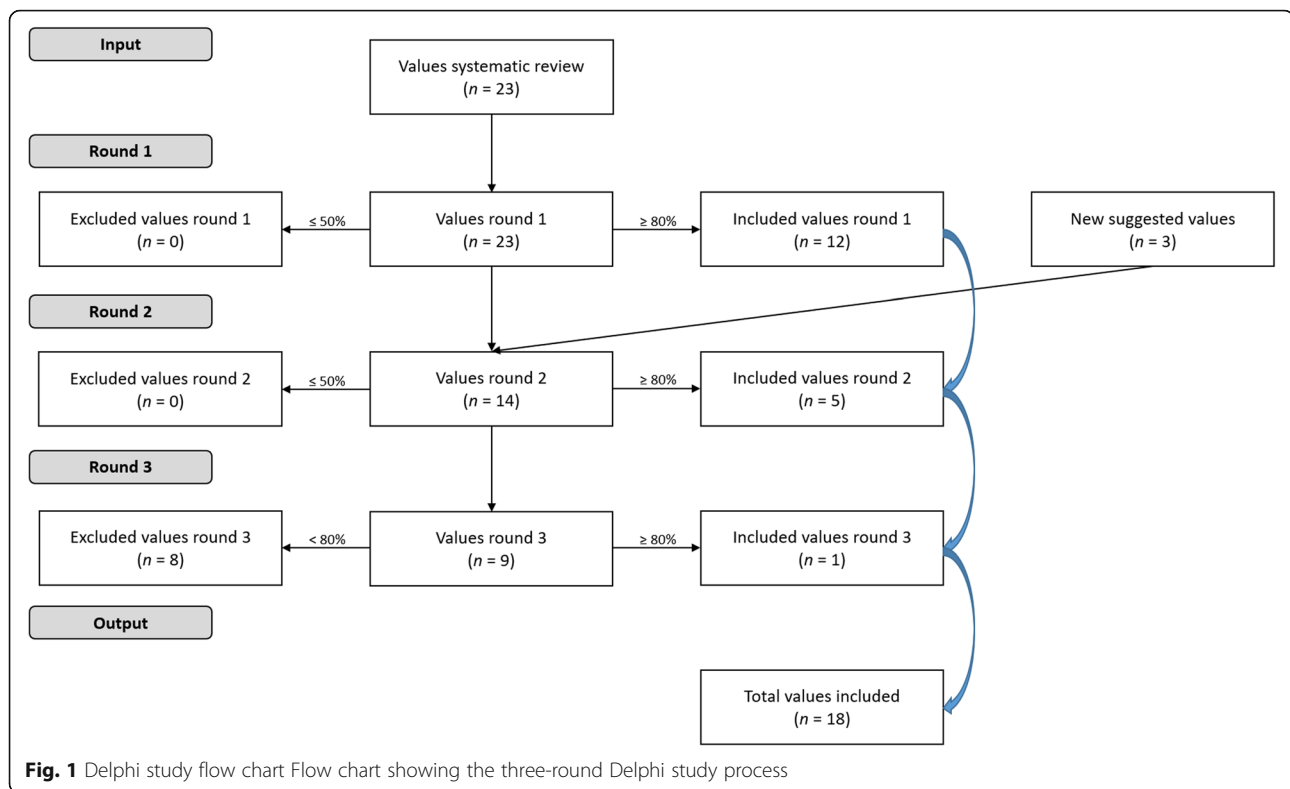 Input
Values systematic review
(n = 23)
Round 1
Excluded values round 1
(n = 0)
≤ 50%
Values round 1
(n = 23)
≥ 80%
Included values round 1
(n = 12)
New suggested values
(n = 3)
Round 2
Excluded values round 2
(n = 0)
≤ 50%
Values round 2
(n = 14)
≥ 80%
Included values round 2
(n = 5)
Round 3
Excluded values round 3
(n = 8)
< 80%
Values round 3
(n = 9)
≥ 80%
Included values round 3
(n = 1)
Output
Total values included
(n = 18)
Fig. 1 Delphi study flow chart Flow chart showing the three-round Delphi study process